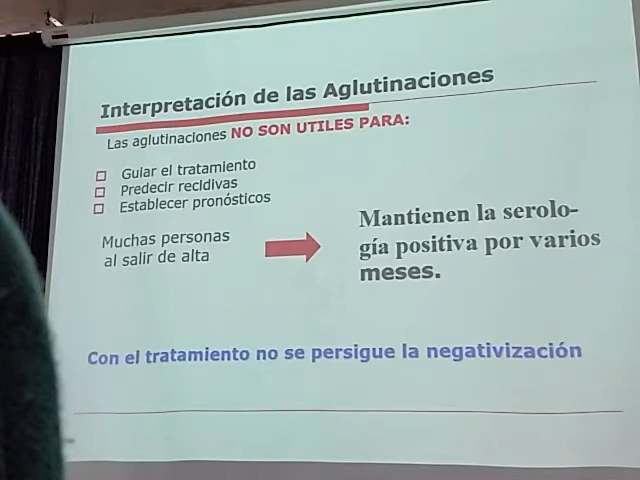 Interpretación de las Aglutinaciones
Las aglutinaciones NO SON UTILES PARA:
Guiar el tratamiento
Predecir recidivas
Establecer pronósticos
Muchas personas
al salir de alta
Mantienen la serolo-
gía positiva por varios
meses.
Con el tratamiento no se persigue la negativización